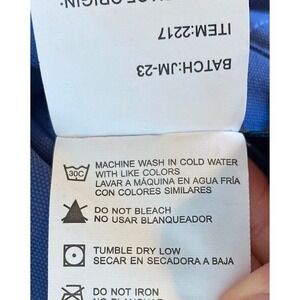 ORIGIN:
ITEM:2217
BATCH:JM-23
30C
MACHINE WASH IN COLD WATER
WITH LIKE COLORS
LAVAR A MÁQUINA EN AGUA FRÍA
CON COLORES SIMILARES
DO NOT BLEACH
NO USAR BLANQUEADOR
TUMBLE DRY LOW
SECAR EN SECADORA A BAJA
DO NOT IRON